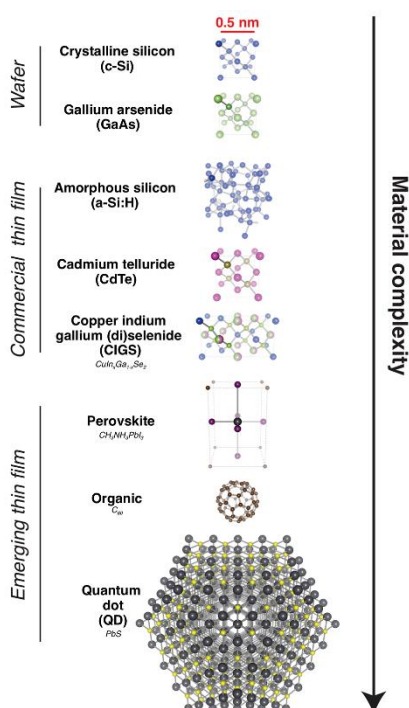 0.5 nm
Wafer
Crystalline silicon
(c-Si)
Gallium arsenide
(GaAs)
Commercial thin film
Amorphous silicon
(a-Si:H)
Cadmium telluride
(CdTe)
Copper indium
gallium (di)selenide
(CIGS)
CuInₓGa₁₋ₓSe₂
Emerging thin film
Perovskite
CH₃NH₃PbI₃
Organic
C₆₀
Quantum
dot
(QD)
PbS
Material complexity